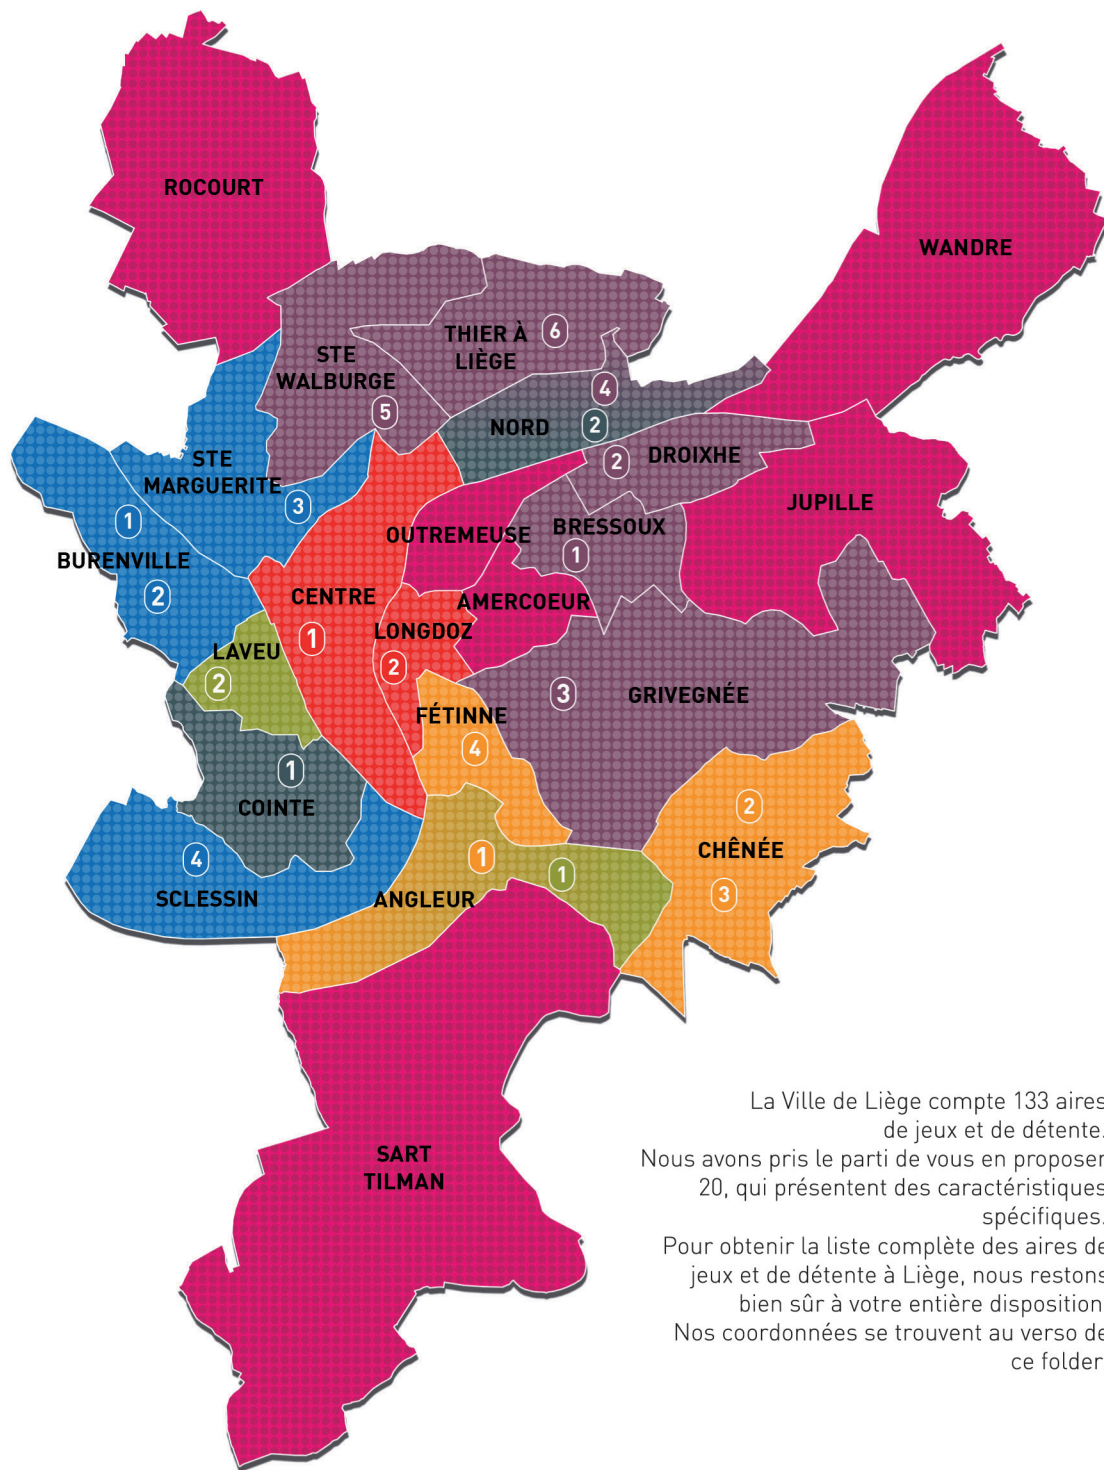 ROCOURT
WANDRE
THIER À
LIÈGE
6
STE
WALBURGE
5
4
NORD
2
DROIXHE
2
STE
MARGUERITE
3
JUPILLE
1
BURENVILLE
2
OUTREMEUSE
BRESSOUX
1
CENTRE
1
AMERCOEUR
LONGDOZ
2
LAVEU
2
GRIVEGNÉE
3
FÉTINNE
4
1
COINTE
2
CHÊNÉE
3
4
SCLESSIN
1
ANGLEUR
1
SART
TILMAN
La Ville de Liège compte 133 aires
de jeux et de détente.
Nous avons pris le parti de vous en proposer
20, qui présentent des caractéristiques
spécifiques.
Pour obtenir la liste complète des aires de
jeux et de détente à Liège, nous restons
bien sûr à votre entière disposition
Nos coordonnées se trouvent au verso de
ce folder